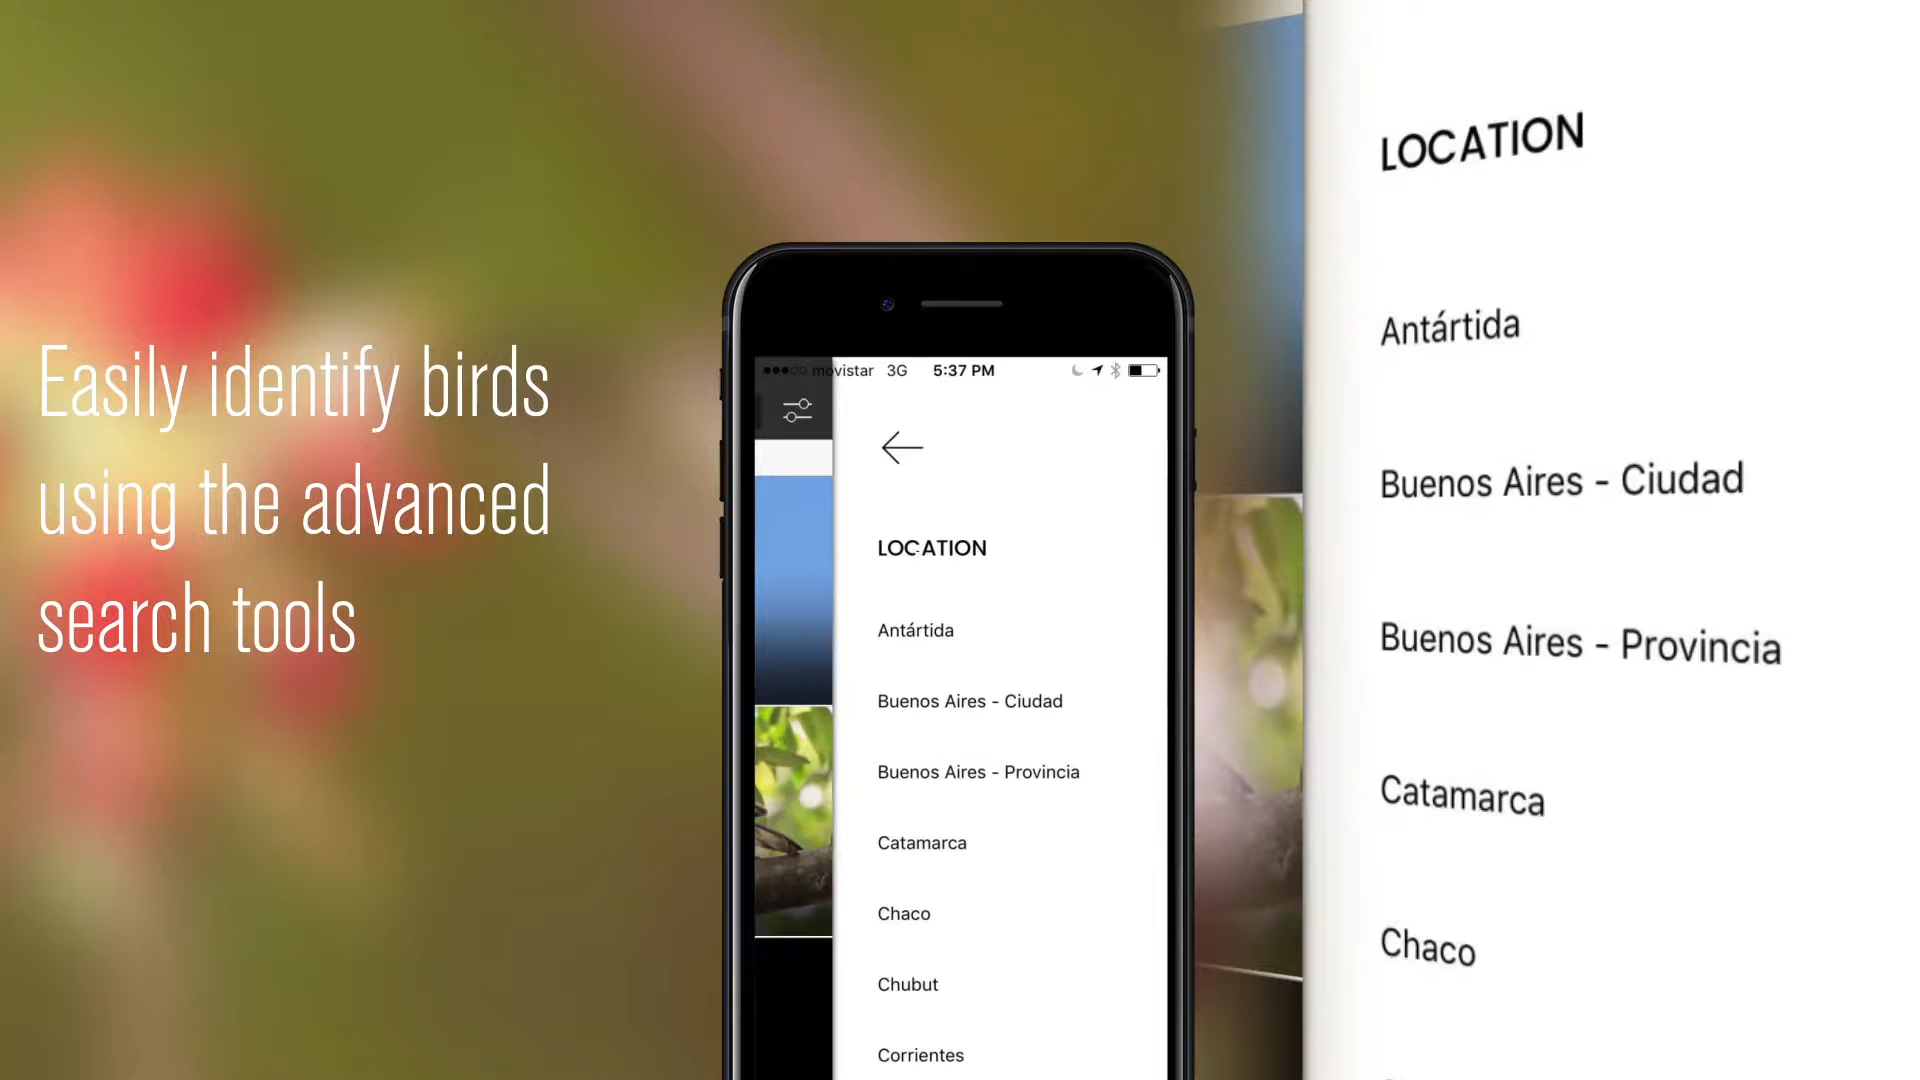 Easily identify birds
using the advanced
search tools
movistar 3G 5:37 PM
LOCATION
Antártida
Buenos Aires - Ciudad
Buenos Aires - Provincia
Catamarca
Chaco
Chubut
Corrientes
LOCATION
Antártida
Buenos Aires - Ciudad
Buenos Aires - Provincia
Catamarca
Chaco